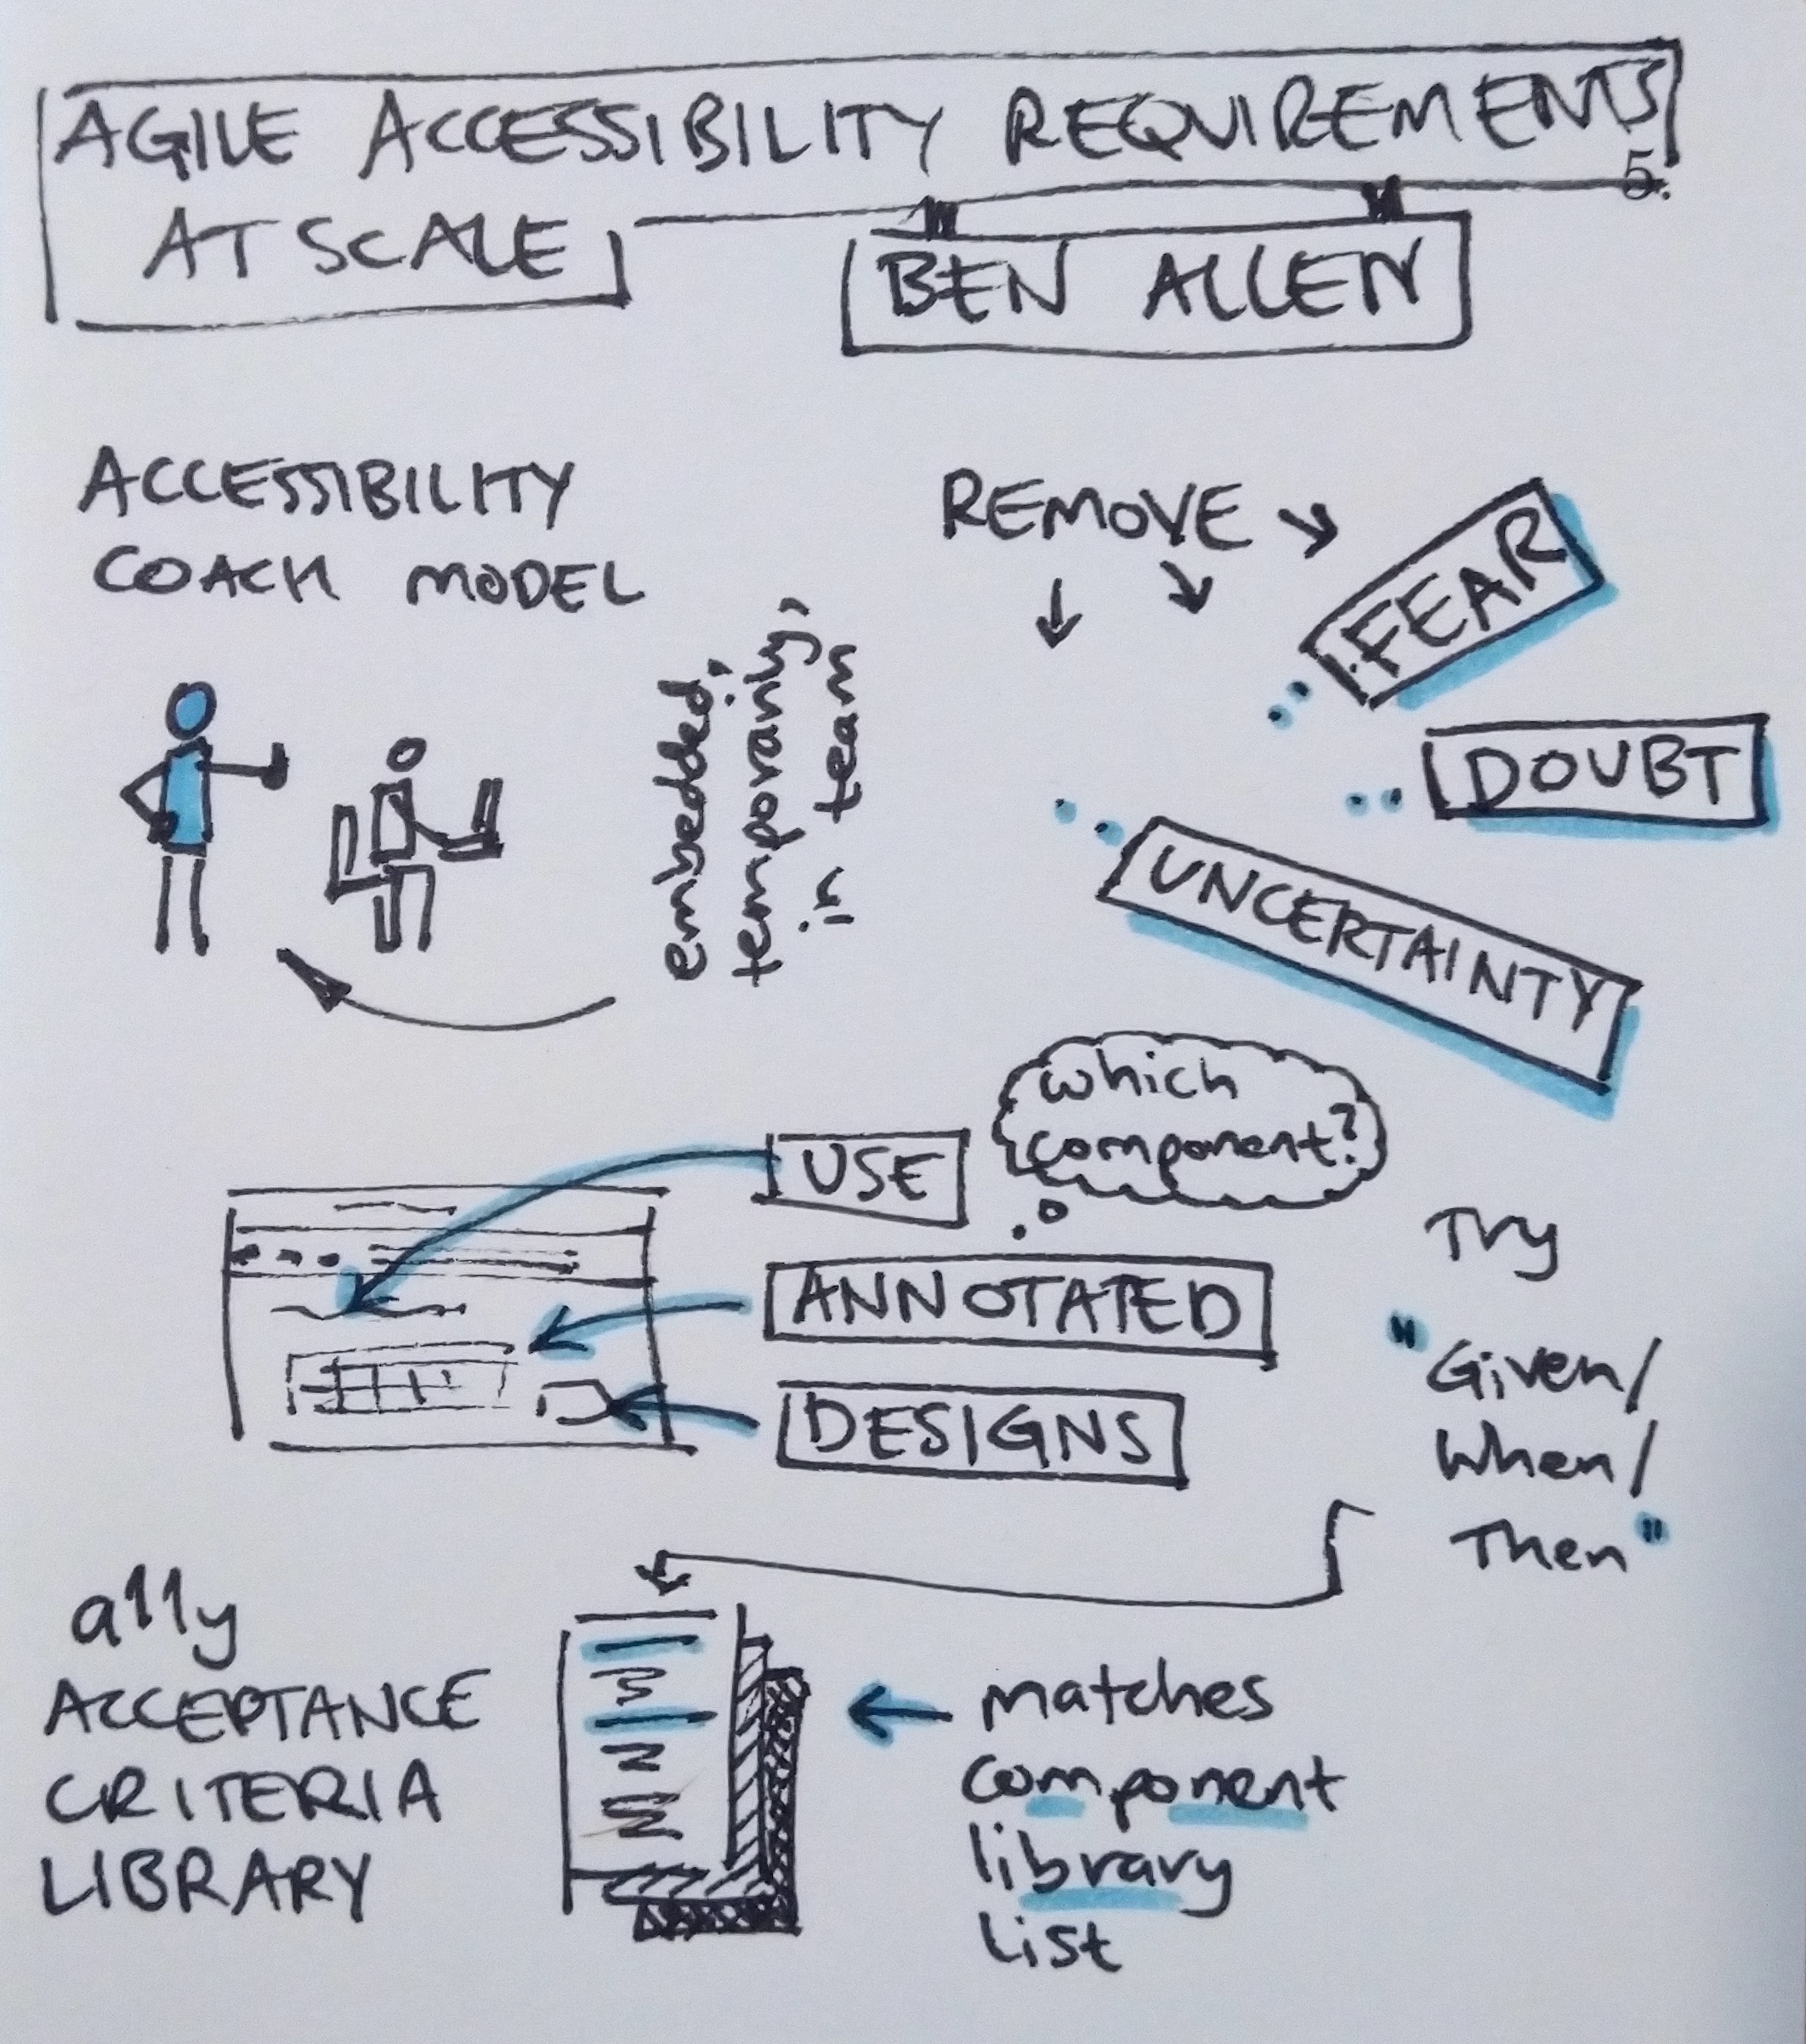 AGILE ACCESSIBILITY REQUIREMENTS
5.
AT SCALE
BEN ALLEN
ACCESSIBILITY
COACH MODEL
embedded,
temporarily,
in team
REMOVE
FEAR
DOUBT
UNCERTAINTY
which
component?
USE
ANNOTATED
DESIGNS
Try
"Given/
When/
Then"
a11y
ACCEPTANCE
CRITERIA
LIBRARY
matches
component
library
list